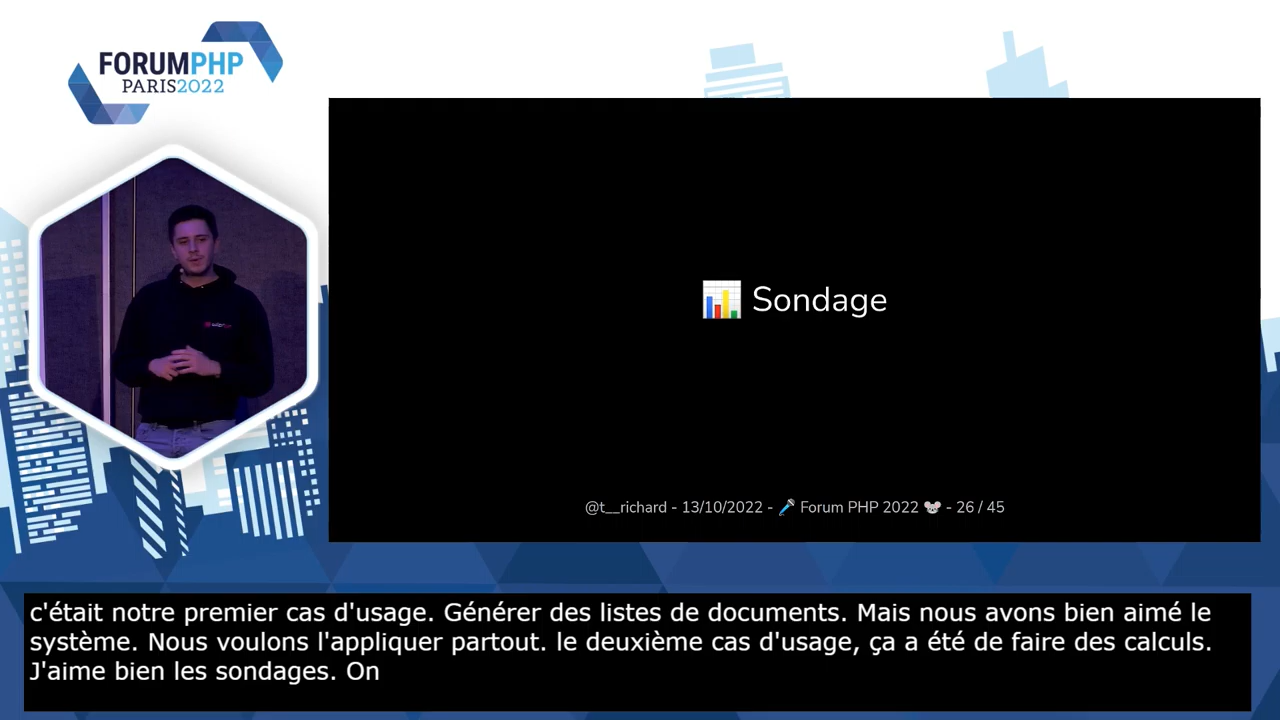 FORUMPHP
PARIS2022
📊 Sondage
@t__richard - 13/10/2022 - 🎤 Forum PHP 2022 🐭 - 26 / 45
c'était notre premier cas d'usage. Générer des listes de documents. Mais nous avons bien aimé le
système. Nous voulons l'appliquer partout. le deuxième cas d'usage, ça a été de faire des calculs.
J'aime bien les sondages. On